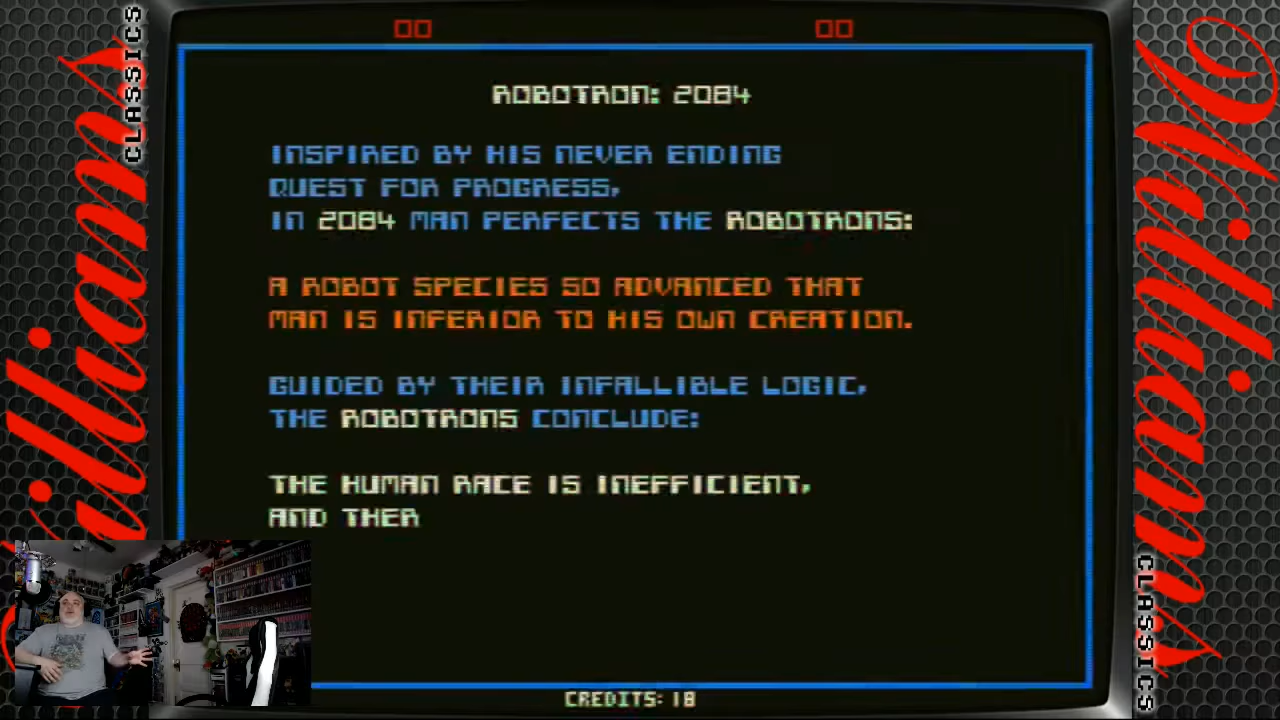 00 00
ROBOTRON: 2084
INSPIRED BY HIS NEVER ENDING
QUEST FOR PROGRESS,
IN 2084 MAN PERFECTS THE ROBOTRONS:
A ROBOT SPECIES SO ADVANCED THAT
MAN IS INFERIOR TO HIS OWN CREATION.
GUIDED BY THEIR INFALLIBLE LOGIC,
THE ROBOTRONS CONCLUDE:
THE HUMAN RACE IS INEFFICIENT,
AND THER
CREDITS: 18
Williams
CLASSICS
Williams
CLASSICS